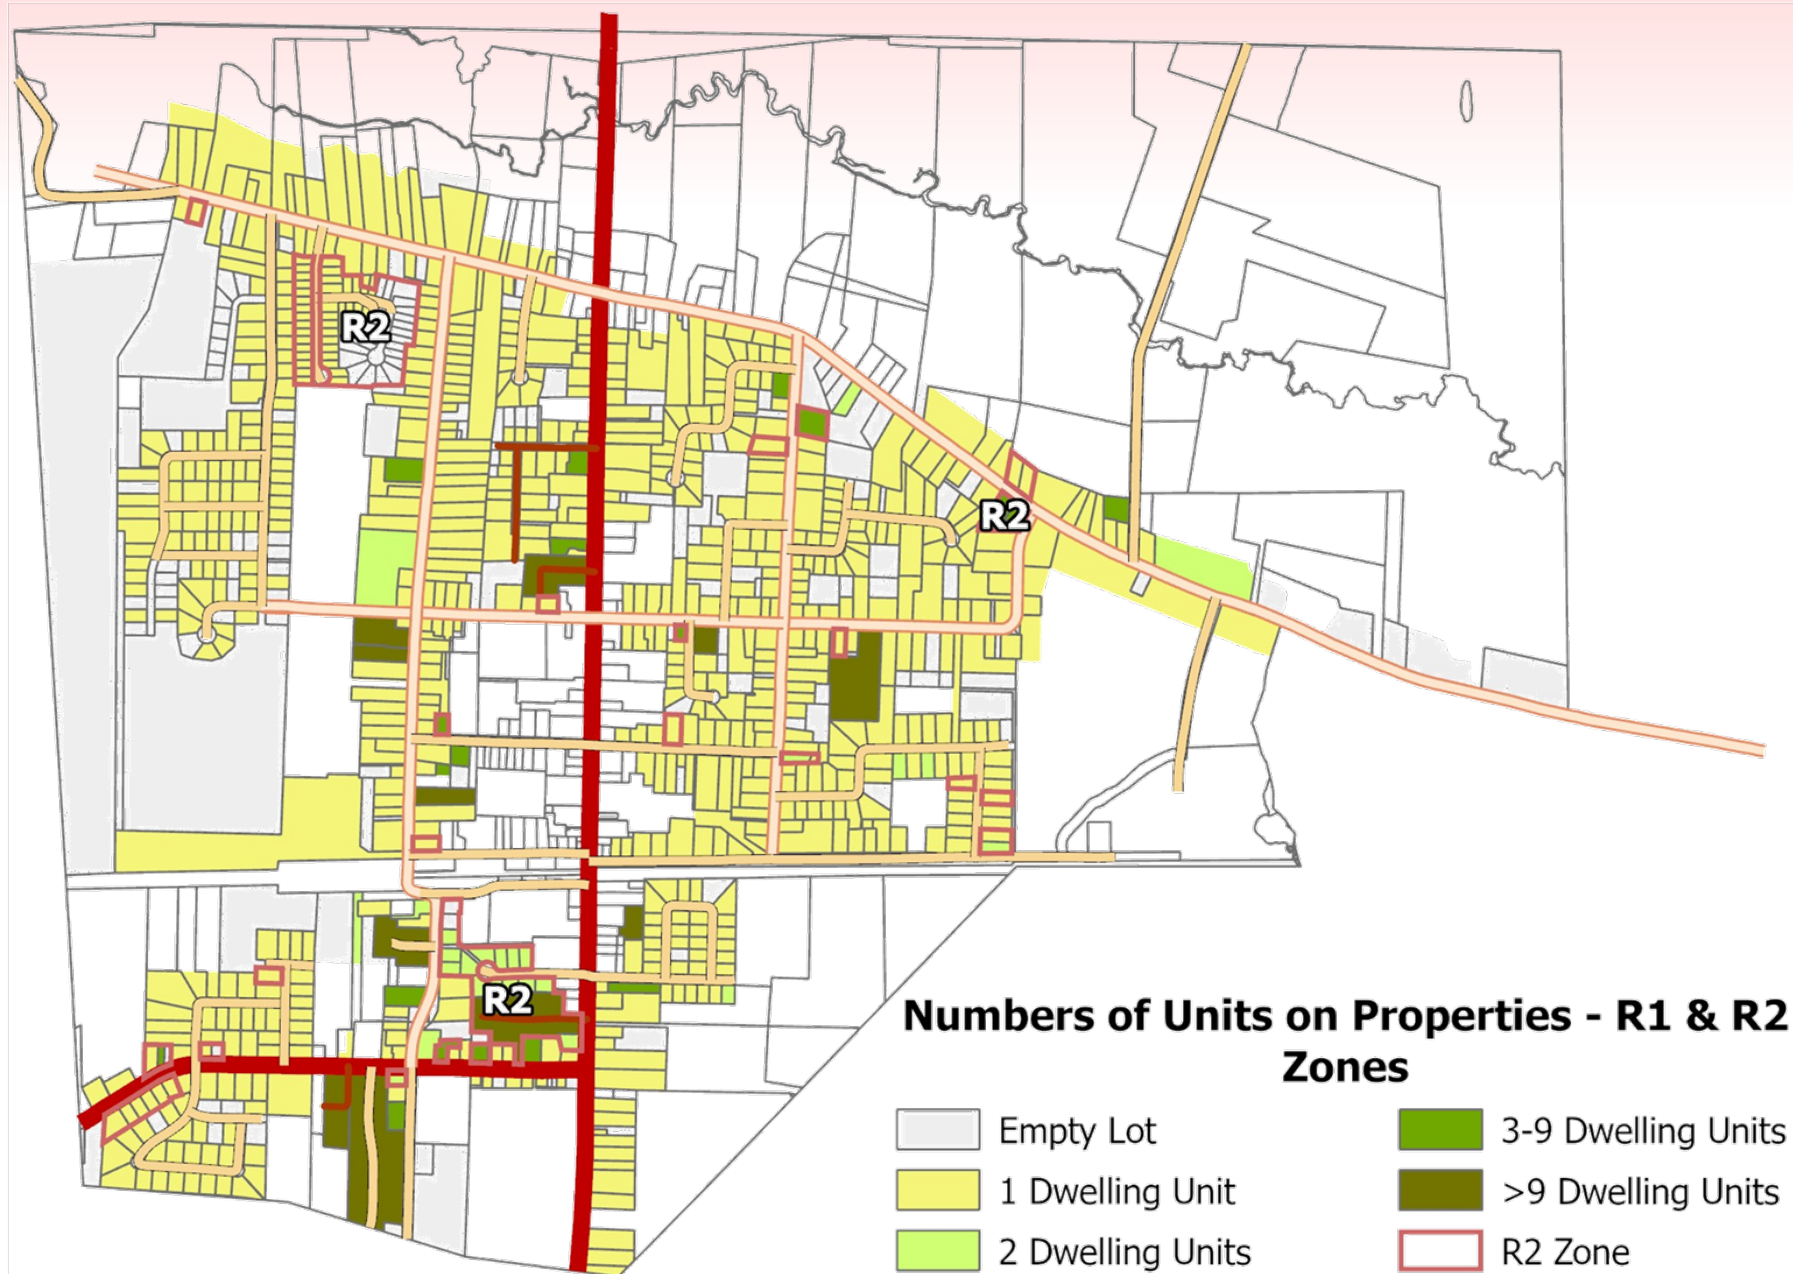 R2
R2
R2
Numbers of Units on Properties - R1 & R2
Zones
Empty Lot
3-9 Dwelling Units
1 Dwelling Unit
>9 Dwelling Units
2 Dwelling Units
R2 Zone